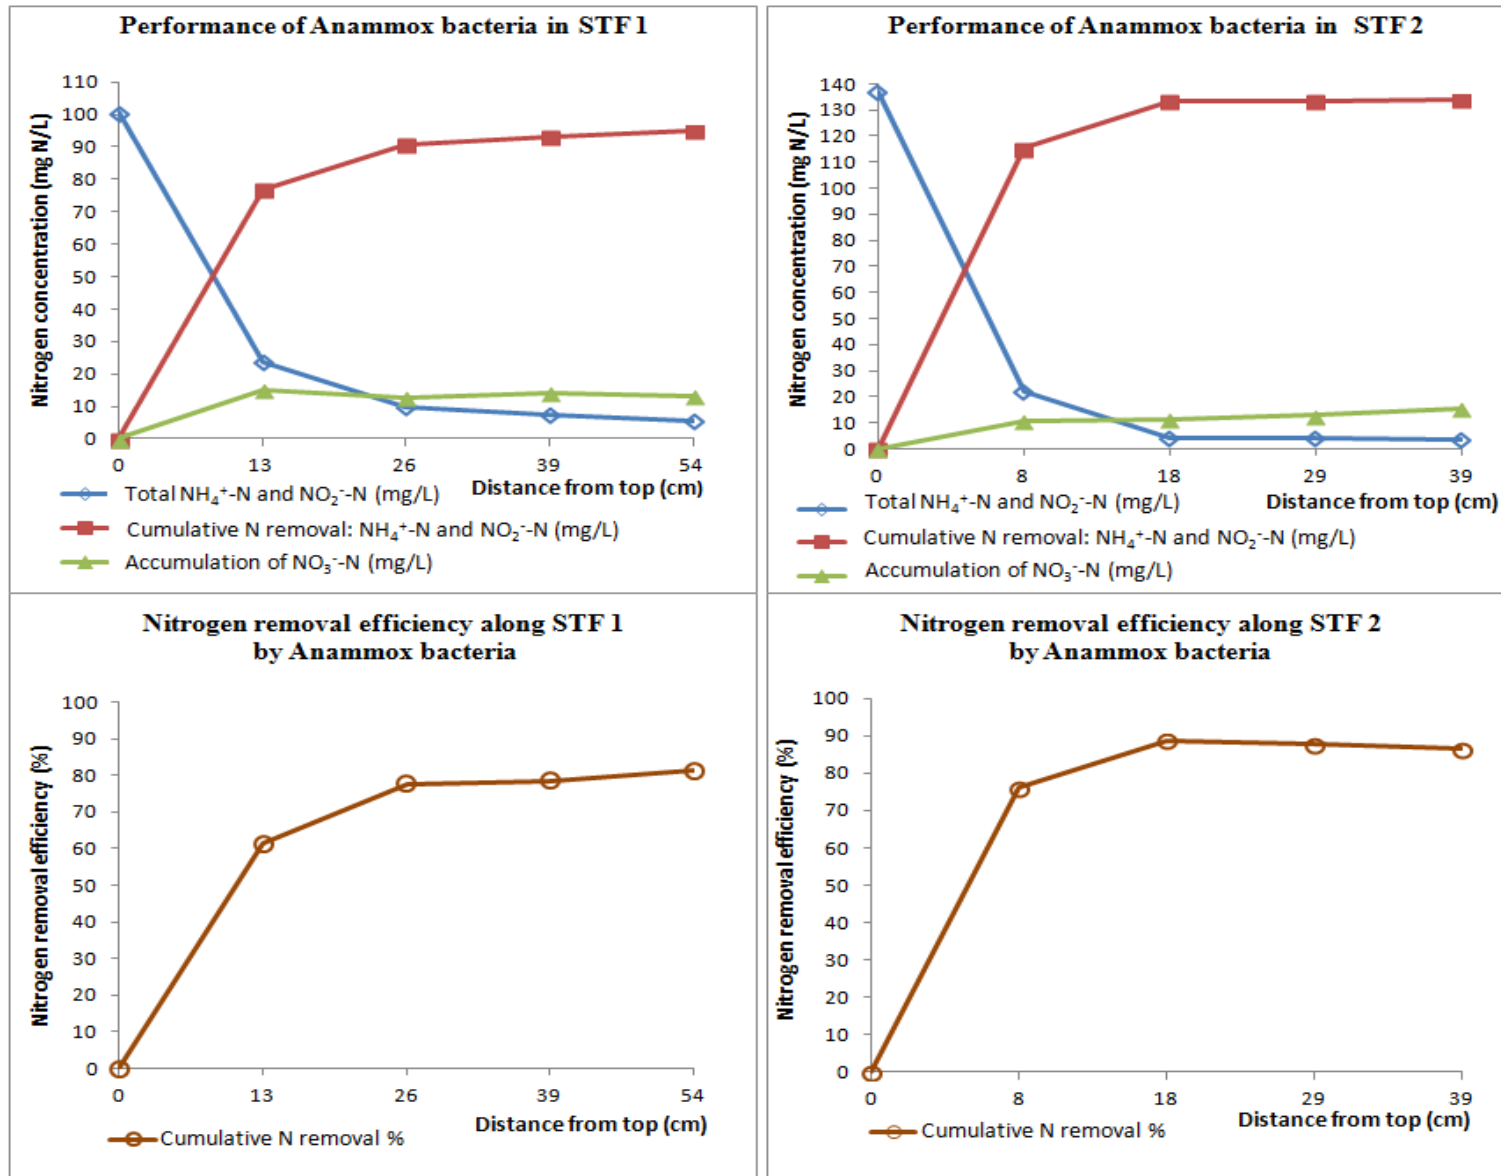 Performance of Anammox bacteria in STF 1
Nitrogen concentration (mg N/L)
110
100
90
80
70
60
50
40
30
20
10
0
0 13 26 39 54
Distance from top (cm)
Total NH₄⁺-N and NO₂⁻-N (mg/L)
Cumulative N removal: NH₄⁺-N and NO₂⁻-N (mg/L)
Accumulation of NO₃⁻-N (mg/L)
Performance of Anammox bacteria in STF 2
Nitrogen concentration (mg N/L)
140
130
120
110
100
90
80
70
60
50
40
30
20
10
0
0 8 18 29 39
Distance from top (cm)
Total NH₄⁺-N and NO₂⁻-N (mg/L)
Cumulative N removal: NH₄⁺-N and NO₂⁻-N (mg/L)
Accumulation of NO₃⁻-N (mg/L)
Nitrogen removal efficiency along STF 1
by Anammox bacteria
Nitrogen removal efficiency (%)
100
90
80
70
60
50
40
30
20
10
0
0 13 26 39 54
Distance from top (cm)
Cumulative N removal %
Nitrogen removal efficiency along STF 2
by Anammox bacteria
Nitrogen removal efficiency (%)
100
90
80
70
60
50
40
30
20
10
0
0 8 18 29 39
Distance from top (cm)
Cumulative N removal %